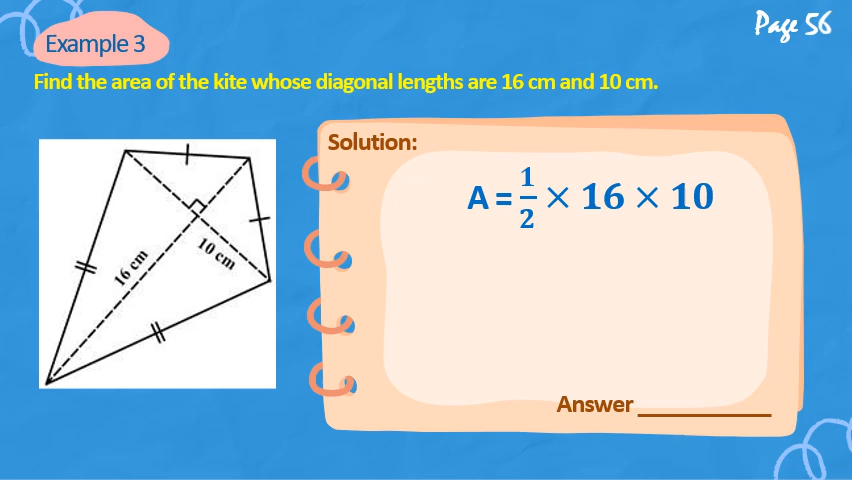 Page 56
Example 3
Find the area of the kite whose diagonal lengths are 16 cm and 10 cm.
Solution:
A = 1/2 × 16 × 10
16 cm
10 cm
Answer ____________